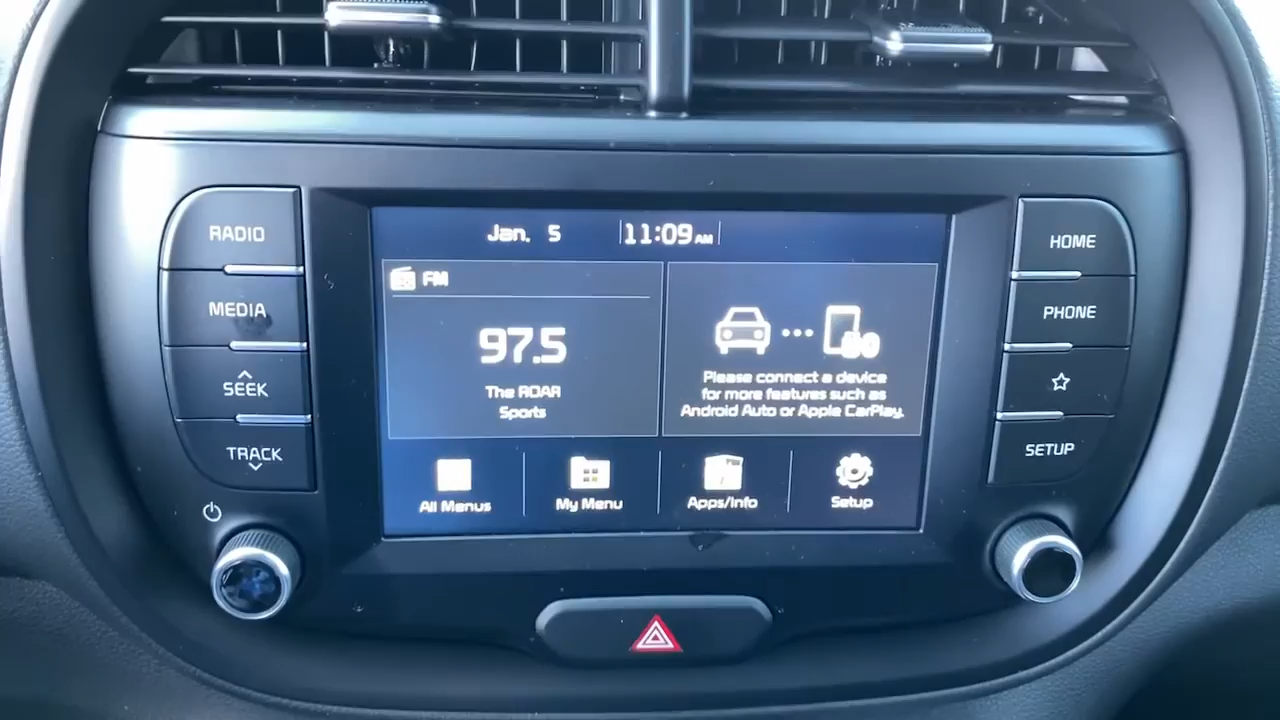 Jan. 5
11:09 AM
RADIO
MEDIA
SEEK
TRACK
FM
97.5
The ROAR
Sports
Please connect a device
for more features such as
Android Auto or Apple CarPlay.
All Menus
My Menu
Apps/Info
Setup
HOME
PHONE
SETUP